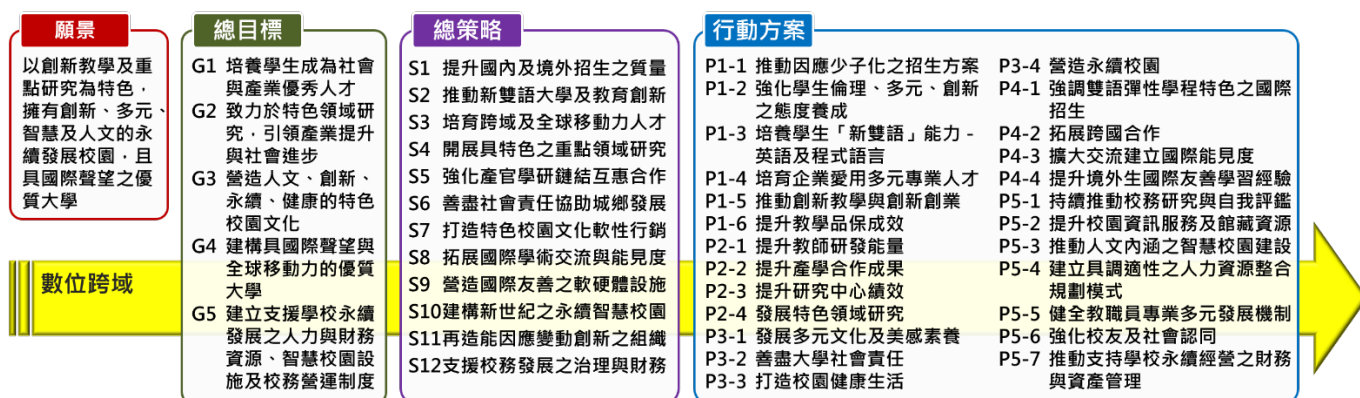 願景
以創新教學及重
點研究為特色，
擁有創新、多元、
智慧及人文的永
續發展校園，且
具國際聲望之優
質大學
數位跨域
總目標
G1 培養學生成為社會
與產業優秀人才
G2 致力於特色領域研
究，引領產業提升
與社會進步
G3 營造人文、創新、
永續、健康的特色
校園文化
G4 建構具國際聲望與
全球移動力的優質
大學
G5 建立支援學校永續
發展之人力與財務
資源、智慧校園設
施及校務營運制度
總策略
S1 提升國內及境外招生之質量
S2 推動新雙語大學及教育創新
S3 培育跨域及全球移動力人才
S4 開展具特色之重點領域研究
S5 強化產官學研鏈結互惠合作
S6 善盡社會責任協助城鄉發展
S7 打造特色校園文化軟性行銷
S8 拓展國際學術交流與能見度
S9 營造國際友善之軟硬體設施
S10建構新世紀之永續智慧校園
S11再造能因應變動創新之組織
S12支援校務發展之治理與財務
行動方案
P1-1 推動因應少子化之招生方案
P1-2 強化學生倫理、多元、創新
之態度養成
P1-3 培養學生「新雙語」能力 -
英語及程式語言
P1-4 培育企業愛用多元專業人才
P1-5 推動創新教學與創新創業
P1-6 提升教學品保成效
P2-1 提升教師研發能量
P2-2 提升產學合作成果
P2-3 提升研究中心績效
P2-4 發展特色領域研究
P3-1 發展多元文化及美感素養
P3-2 善盡大學社會責任
P3-3 打造校園健康生活
P3-4 營造永續校園
P4-1 強調雙語彈性學程特色之國際
招生
P4-2 拓展跨國合作
P4-3 擴大交流建立國際能見度
P4-4 提升境外生國際友善學習經驗
P5-1 持續推動校務研究與自我評鑑
P5-2 提升校園資訊服務及館藏資源
P5-3 推動人文內涵之智慧校園建設
P5-4 建立具調適性之人力資源整合
規劃模式
P5-5 健全教職員專業多元發展機制
P5-6 強化校友及社會認同
P5-7 推動支持學校永續經營之財務
與資產管理